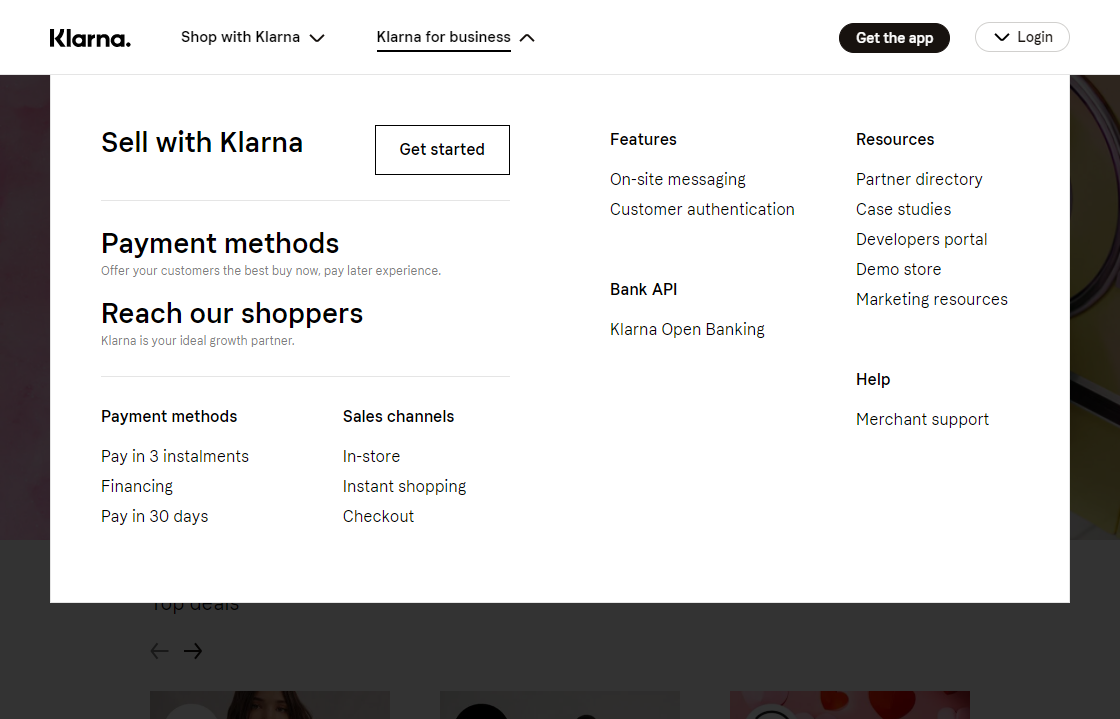 Klarna.
Shop with Klarna
Klarna for business
Get the app
Login
Sell with Klarna
Get started
Payment methods
Offer your customers the best buy now, pay later experience.
Reach our shoppers
Klarna is your ideal growth partner.
Payment methods
Pay in 3 instalments
Financing
Pay in 30 days
Sales channels
In-store
Instant shopping
Checkout
Features
On-site messaging
Customer authentication
Bank API
Klarna Open Banking
Resources
Partner directory
Case studies
Developers portal
Demo store
Marketing resources
Help
Merchant support
Top deals